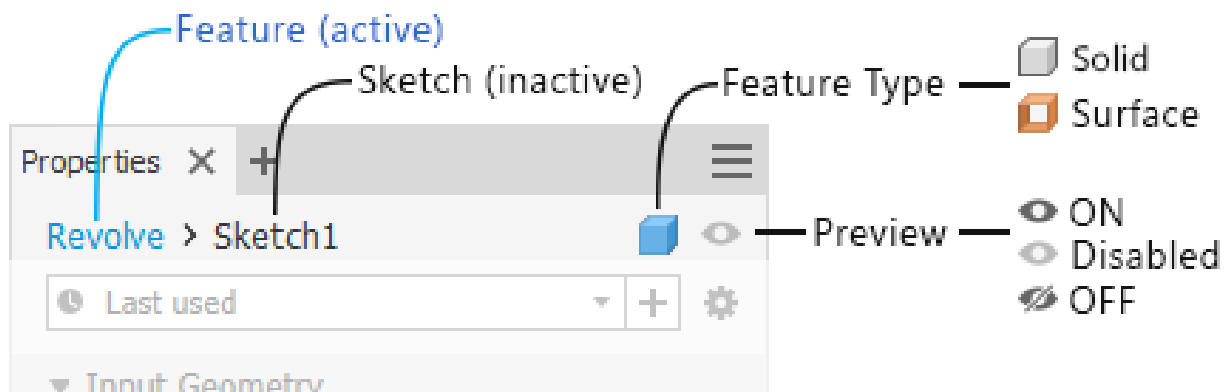 Feature (active)
Sketch (inactive)
Feature Type
Solid
Surface
Properties
Revolve > Sketch1
Preview
ON
Disabled
OFF
Last used
Input Geometry